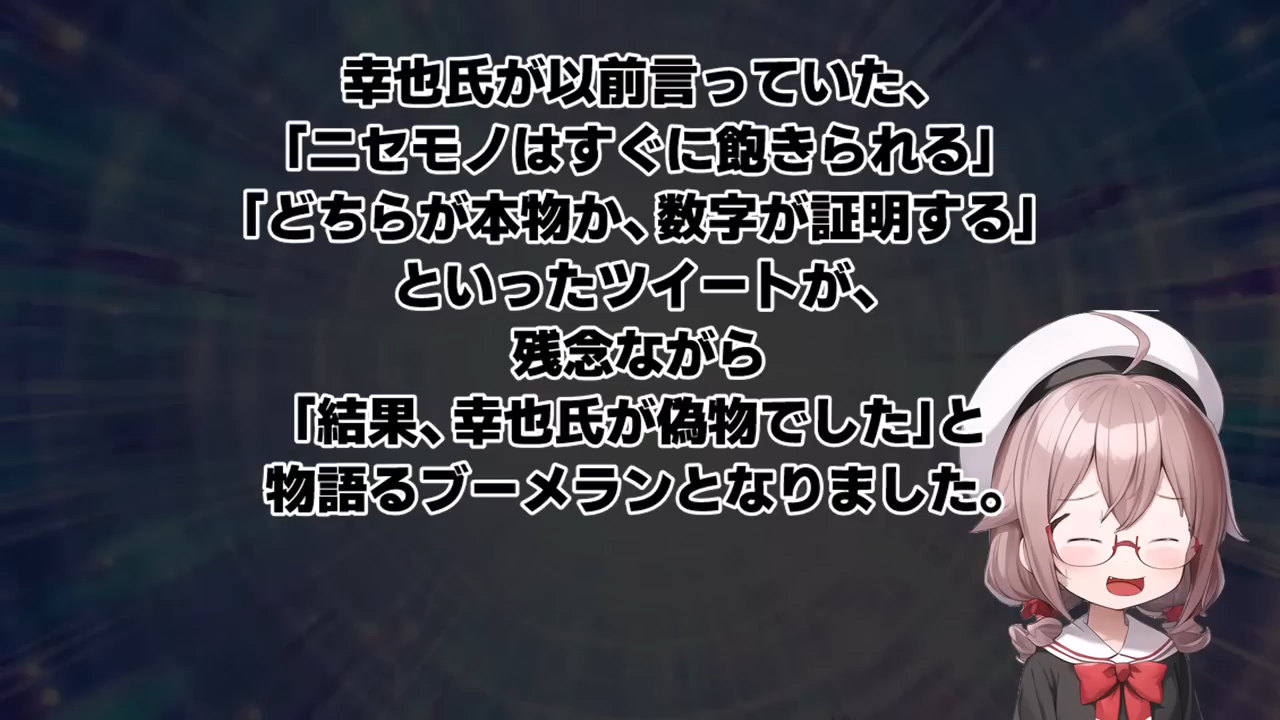 幸也氏が以前言っていた、
「ニセモノはすぐに飽きられる」
「どちらが本物か、数字が証明する」
といったツイートが、
残念ながら
「結果、幸也氏が偽物でした」と
物語るブーメランとなりました。